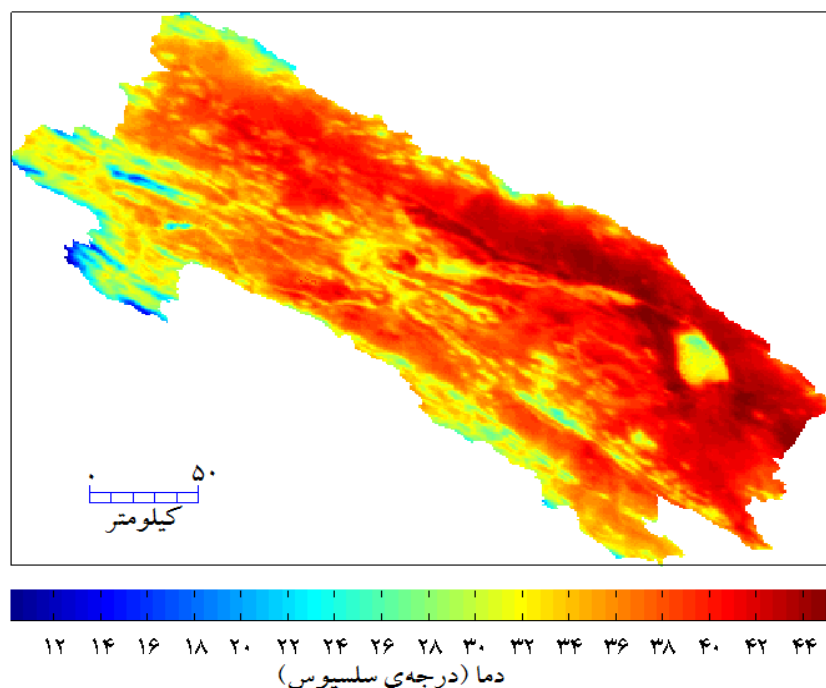 ۰ ۵۰
کیلومتر
۱۲ ۱۴ ۱۶ ۱۸ ۲۰ ۲۲ ۲۴ ۲۶ ۲۸ ۳۰ ۳۲ ۳۴ ۳۶ ۳۸ ۴۰ ۴۲ ۴۴
دما (درجه‌ی سلسیوس)